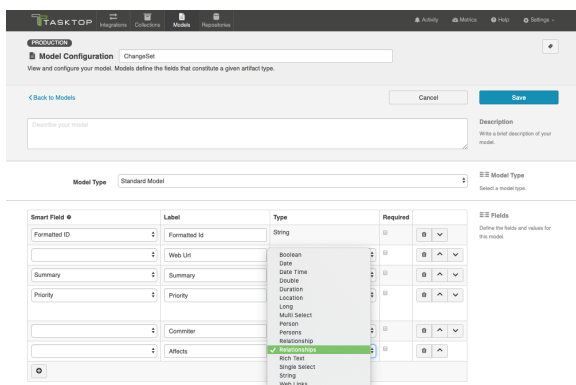 TASKTOP
Integrations Collections Models Repositories
Activity Metrics Help Settings
PRODUCTION
Model Configuration ChangeSet
View and configure your model. Models define the fields that constitute a given artifact type.
Back to Models
Cancel
Save
Describe your model
Description
Write a brief description of your
model.
Model Type Standard Model
Model Type
Select a model type.
Smart Field Label Type Required
Fields
Define the fields and values for
this model.
Formatted ID Formatted Id String
Web Url
Summary Summary
Priority Priority
Commiter
Affects
Boolean
Date
Date Time
Double
Duration
Location
Long
Multi Select
Person
Persons
Relationship
Relationships
Rich Text
Single Select
String
Web Links